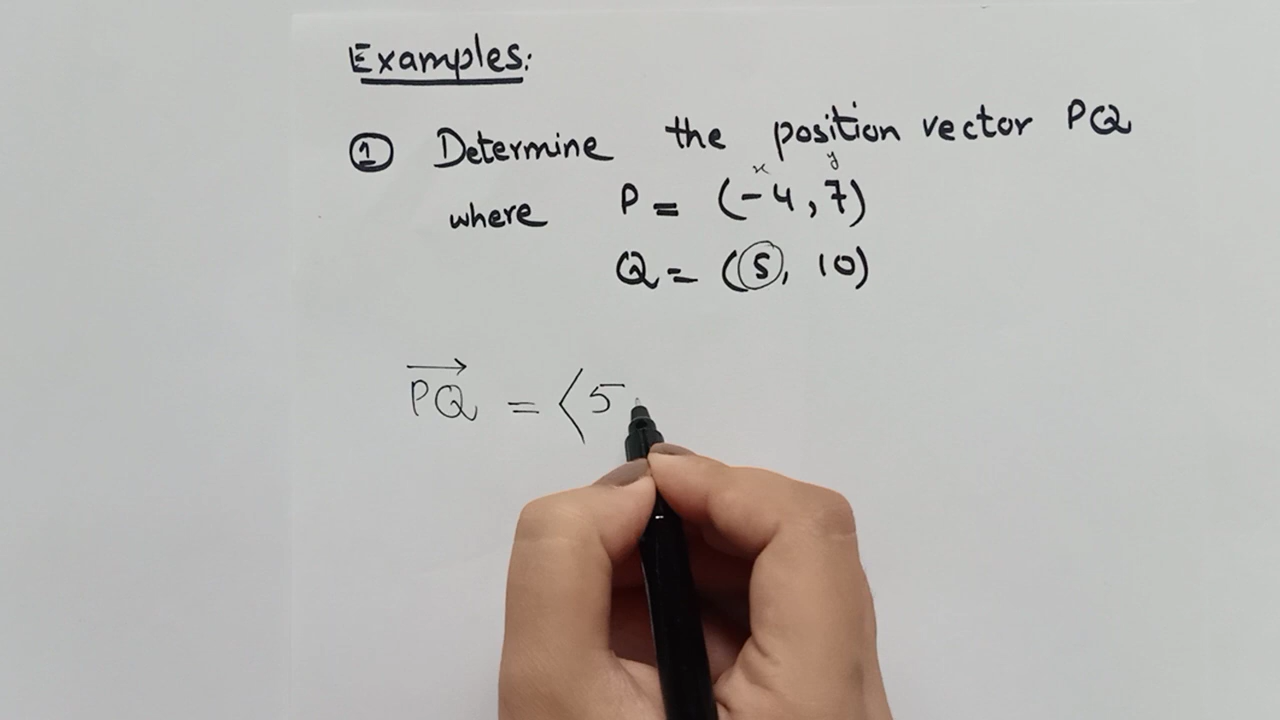 Examples:
① Determine the position vector PQ
x y
where P = (-4, 7)
Q = (5, 10)
PQ = ⟨5